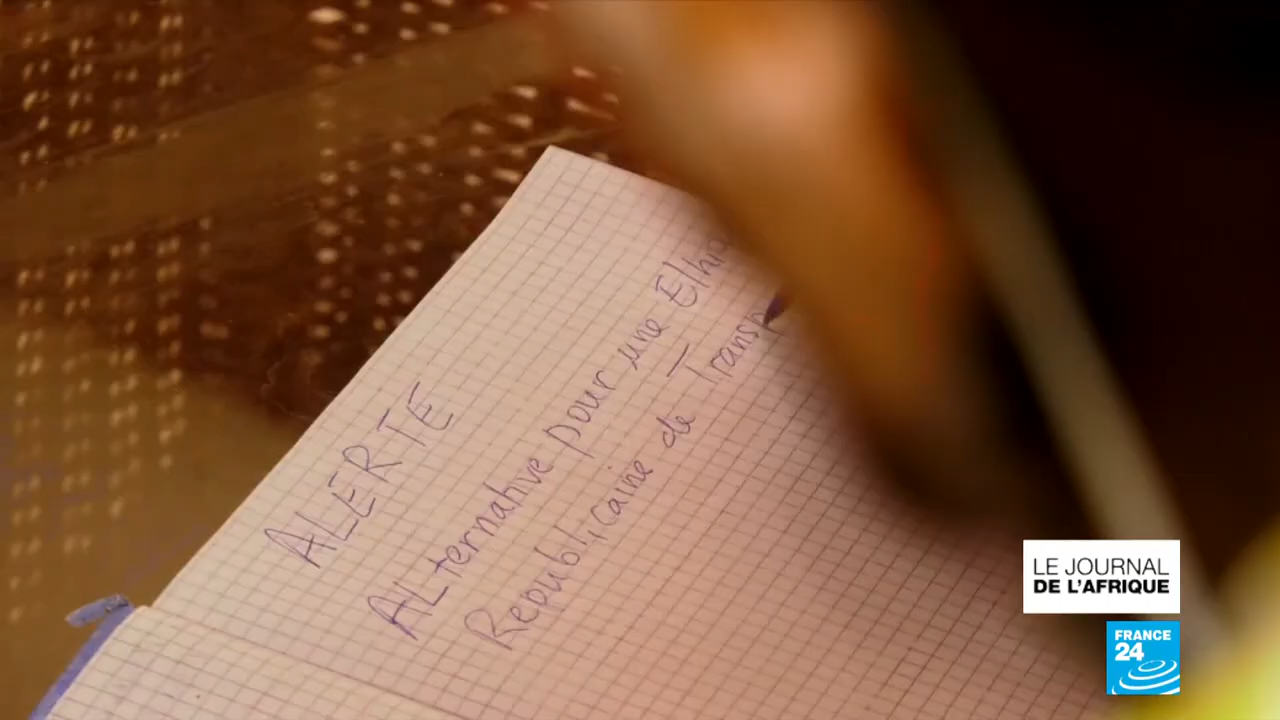 ALERTE
ALternative pour une
Republicaine de
LE JOURNAL
DE L'AFRIQUE
FRANCE
24